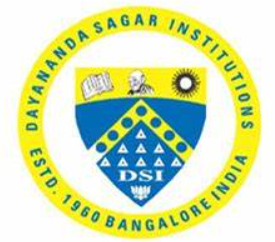 DAYANANDA SAGAR INSTITUTIONS
DSI
ESTD. 1960 BANGALORE INDIA